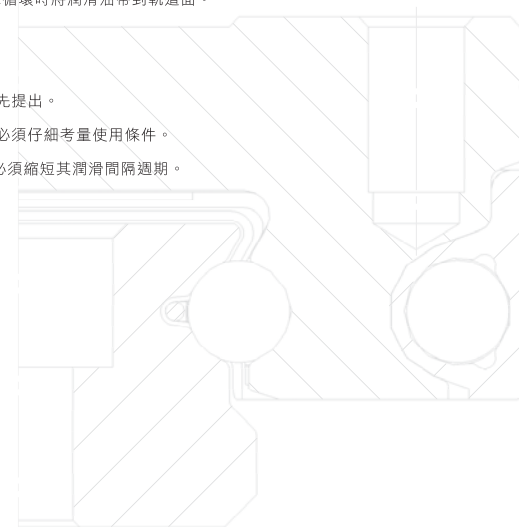 循環時將潤滑油帶到軌道面。
先提出。
必須仔細考量使用條件。
必須縮短其潤滑間隔週期。